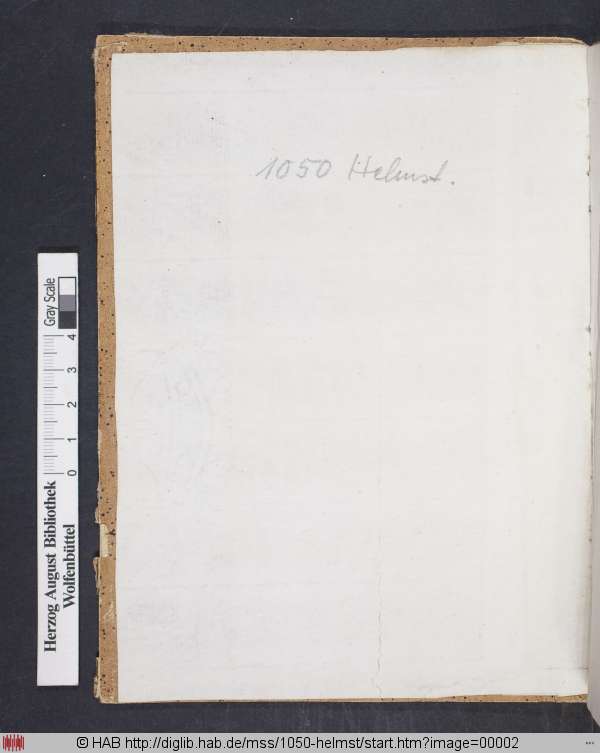 1050 Helmst.
Herzog August Bibliothek
Wolfenbüttel
0 1 2 3 4
Gray Scale
© HAB http://diglib.hab.de/mss/1050-helmst/start.htm?image=00002